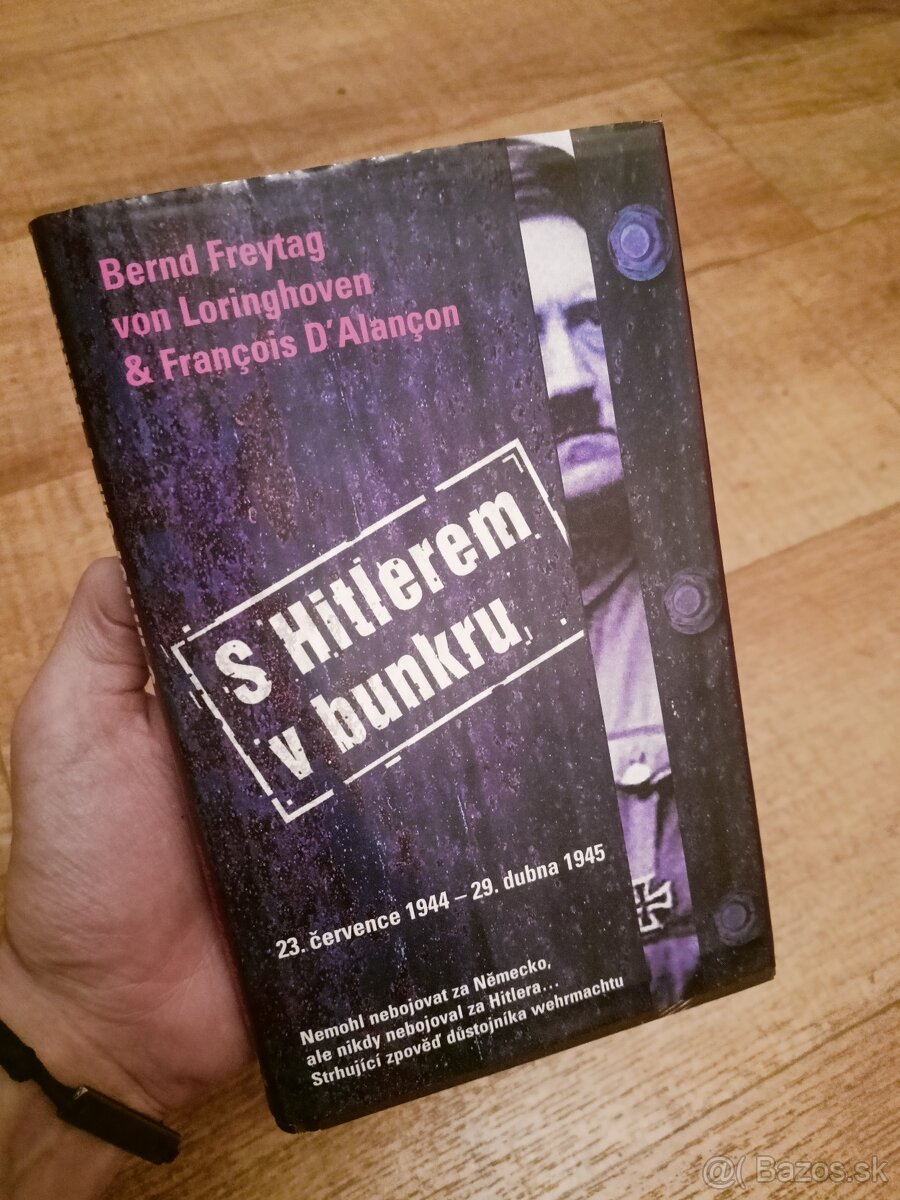 Bernd Freytag
von Loringhoven
& François D'Alançon
S Hitlerem
v bunkru
23. července 1944 – 29. dubna 1945
Nemohl nebojovat za Německo,
ale nikdy nebojoval za Hitlera...
Strhující zpověď důstojníka wehrmachtu
@( Bazos.sk